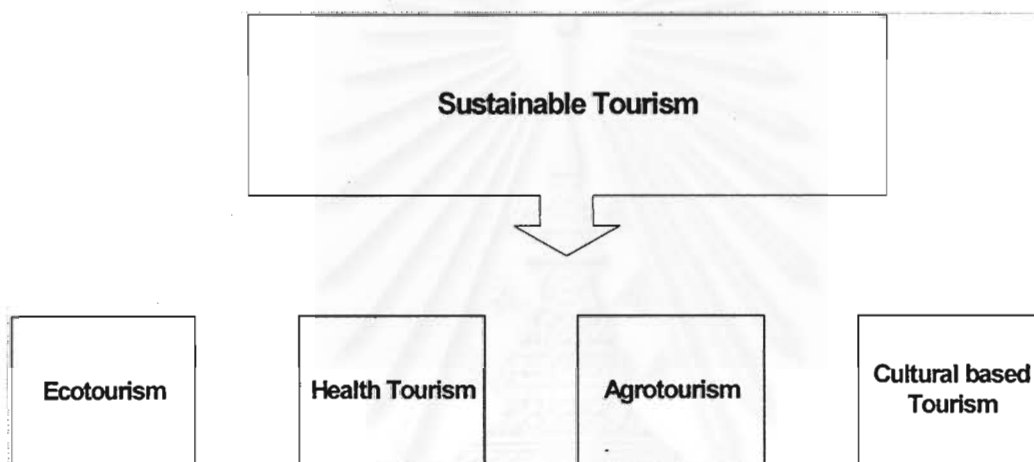 Sustainable Tourism
Ecotourism
Health Tourism
Agrotourism
Cultural based
Tourism